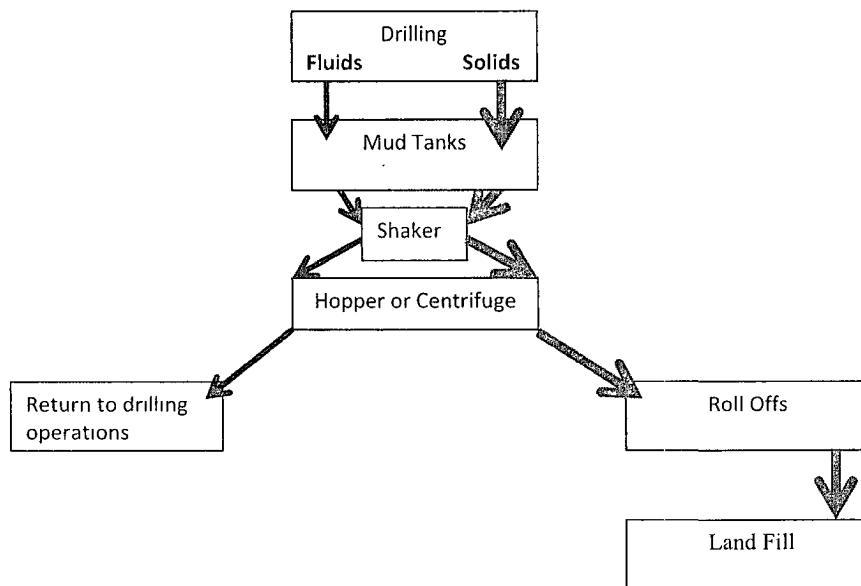 Drilling
Fluids Solids
Mud Tanks
Shaker
Hopper or Centrifuge
Return to drilling
operations
Roll Offs
Land Fill